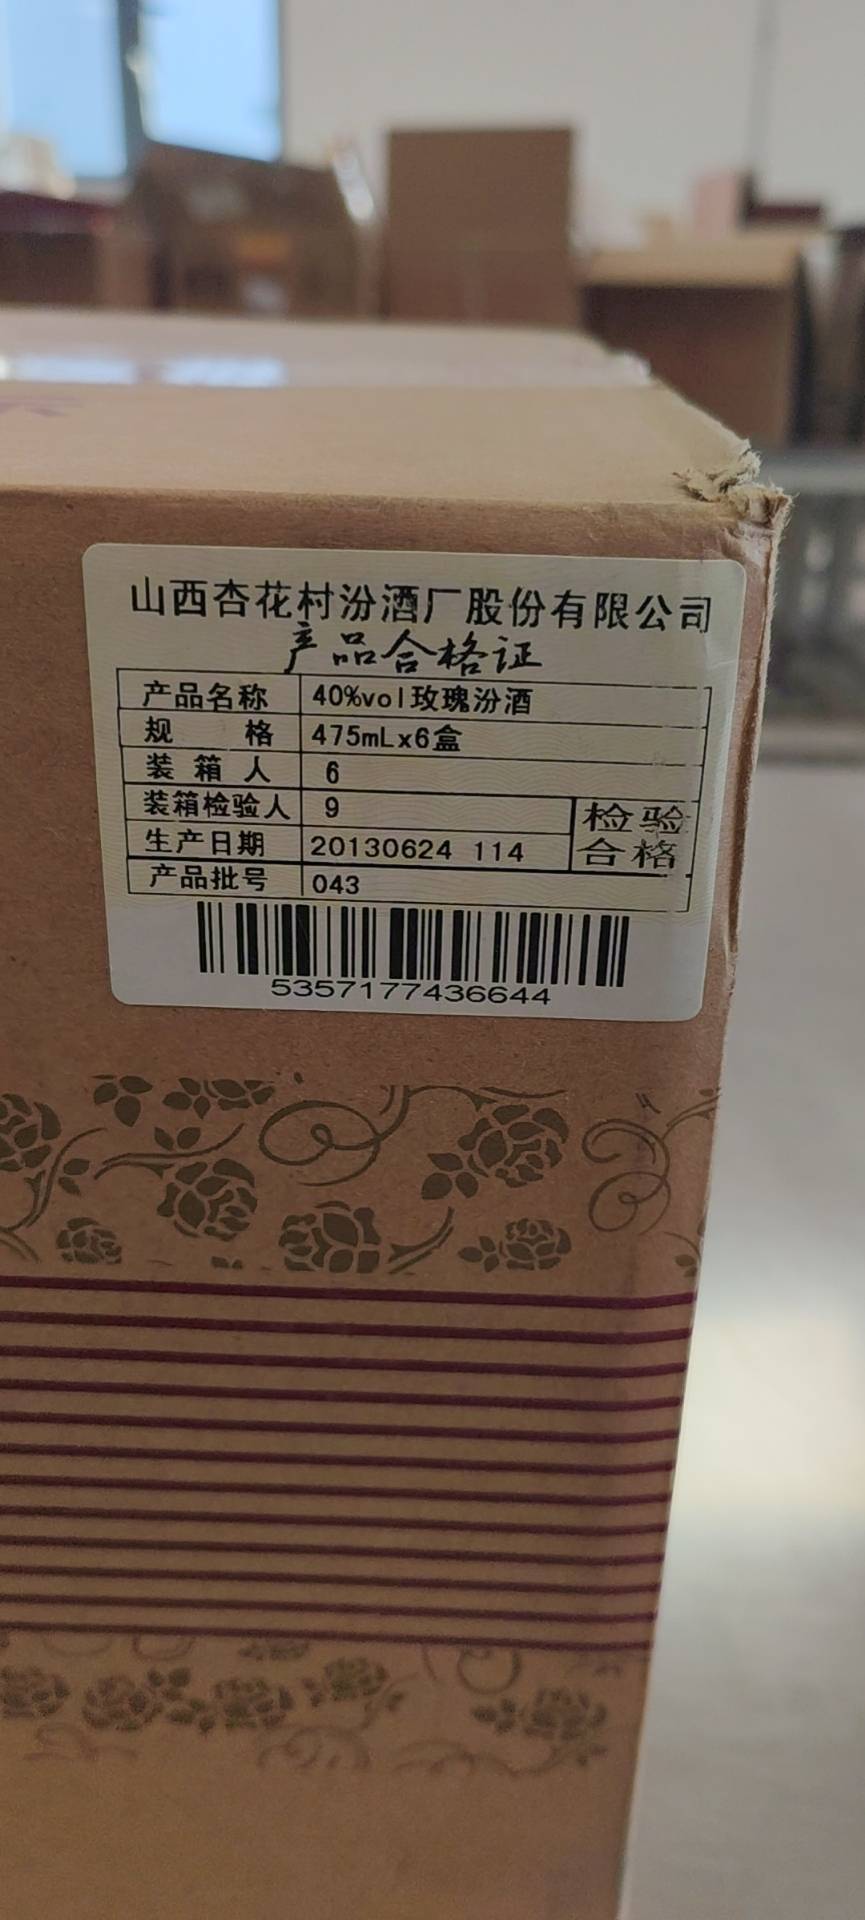 山西杏花村汾酒厂股份有限公司
产品合格证
产品名称 40%vol玫瑰汾酒
规 格 475mLx6盒
装 箱 人 6
装箱检验人 9
检验
合格
生产日期 20130624 114
产品批号 043
5357177436644